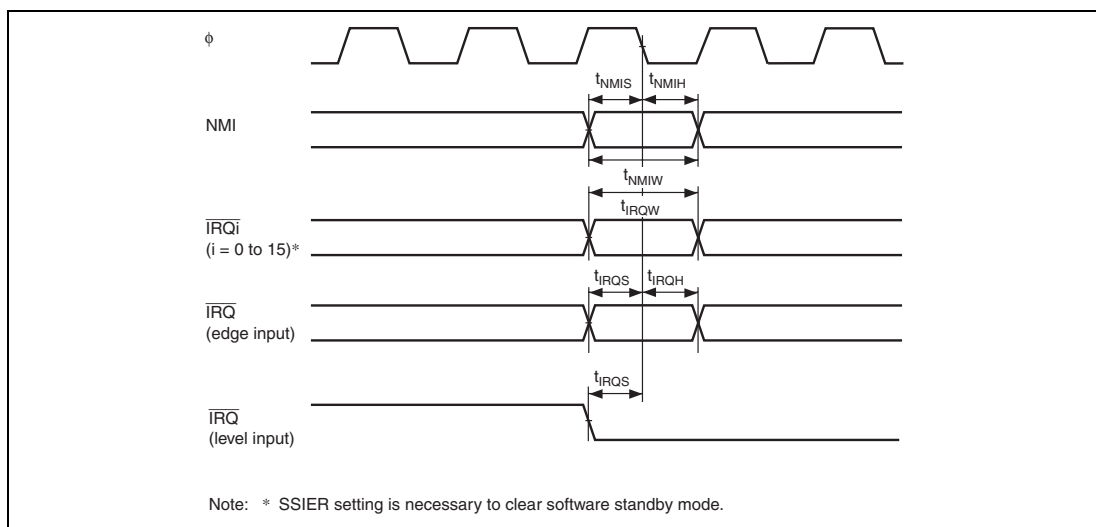 ϕ
tNMIS tNMIH
NMI
tNMIW
tIRQW
IRQi
(i = 0 to 15)*
tIRQS tIRQH
IRQ
(edge input)
tIRQS
IRQ
(level input)
Note: * SSIER setting is necessary to clear software standby mode.